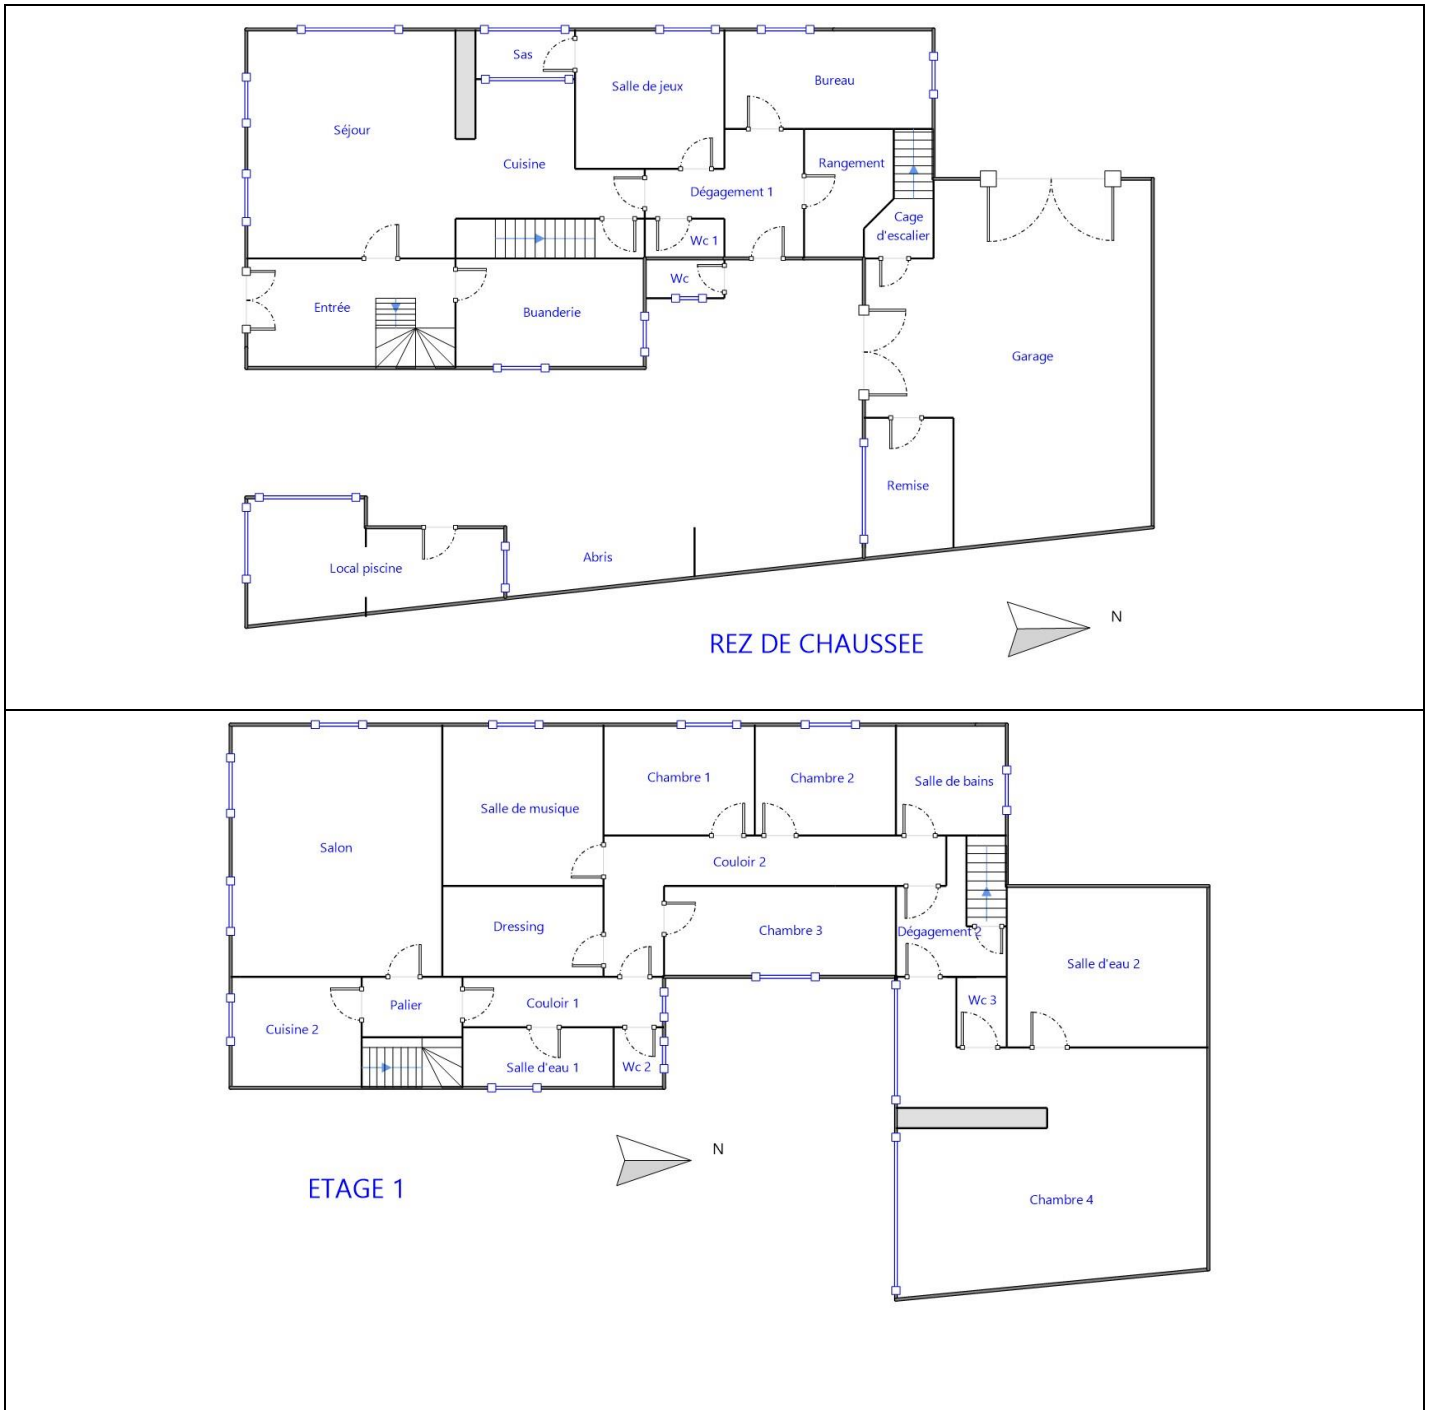 Sas
Salle de jeux
Bureau
Séjour
Cuisine
Rangement
Dégagement 1
Cage
d'escalier
Wc 1
Wc
Entrée
Buanderie
Garage
Remise
Abris
Local piscine
N
REZ DE CHAUSSEE
Chambre 1
Chambre 2
Salle de bains
Salle de musique
Salon
Couloir 2
Dressing
Chambre 3
Dégagement 2
Salle d'eau 2
Palier
Couloir 1
Wc 3
Cuisine 2
Salle d'eau 1
Wc 2
N
ETAGE 1
Chambre 4